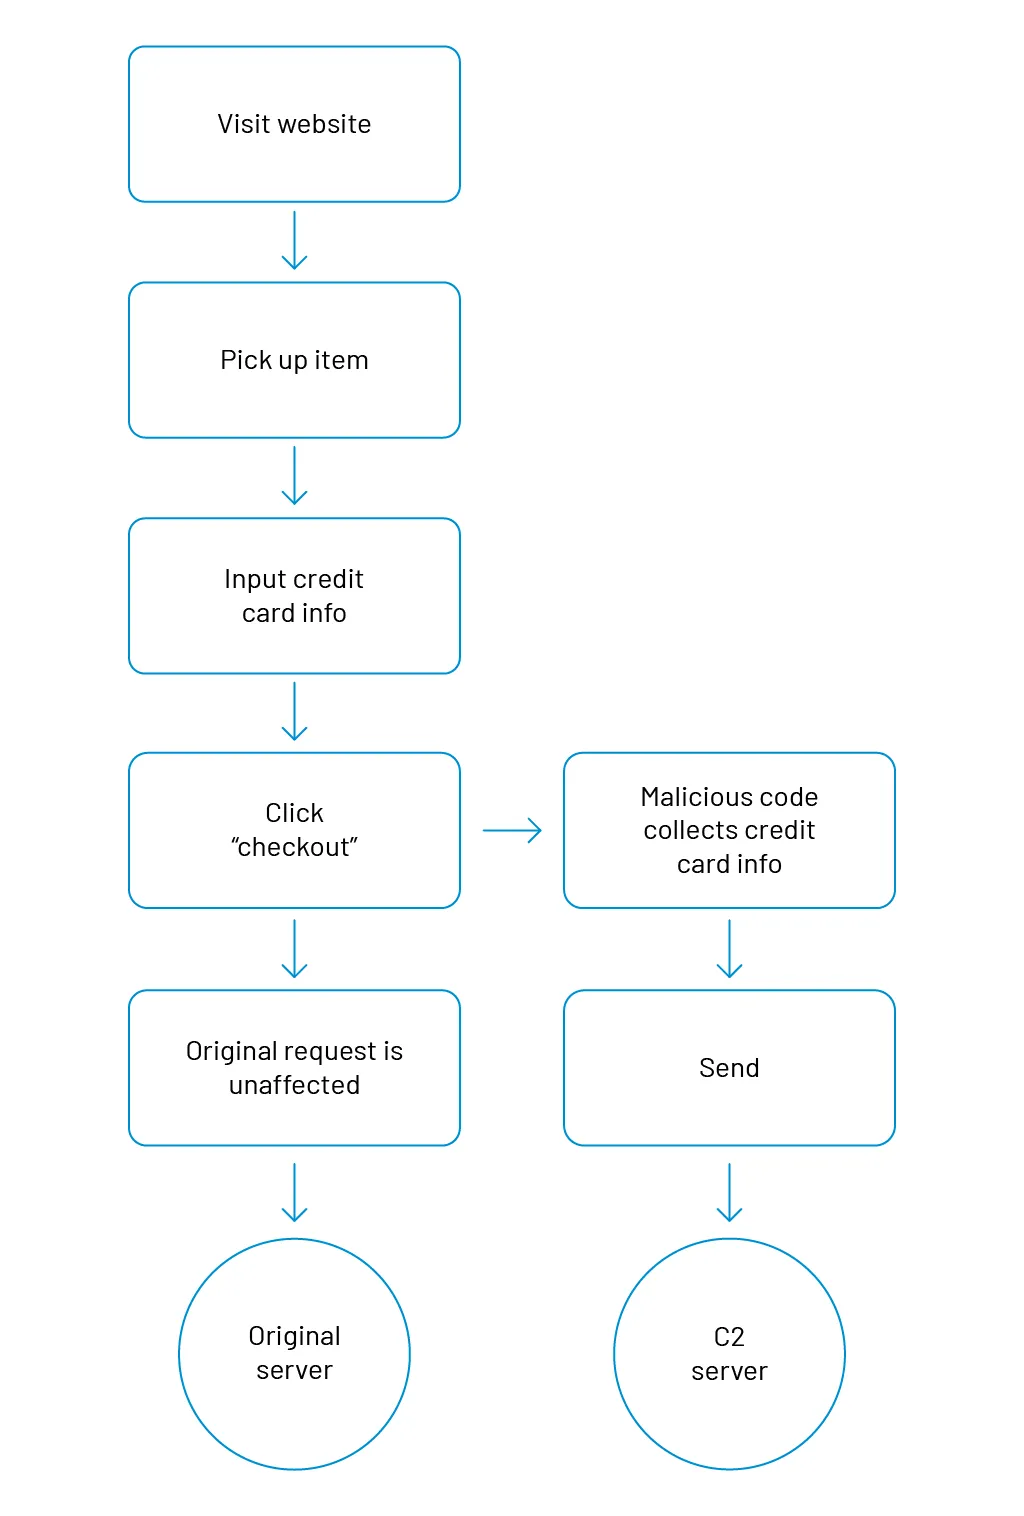 Visit website
Pick up item
Input credit
card info
Click
“checkout”
Malicious code
collects credit
card info
Original request is
unaffected
Send
Original
server
C2
server